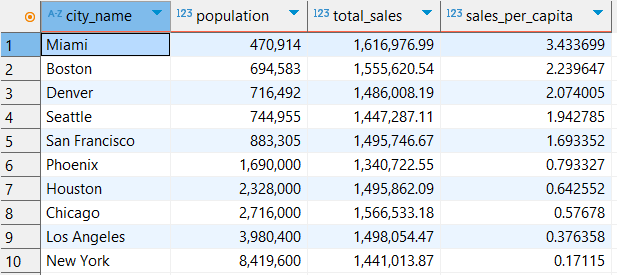 A-Z city_name 123 population 123 total_sales 123 sales_per_capita
1 Miami 470,914 1,616,976.99 3.433699
2 Boston 694,583 1,555,620.54 2.239647
3 Denver 716,492 1,486,008.19 2.074005
4 Seattle 744,955 1,447,287.11 1.942785
5 San Francisco 883,305 1,495,746.67 1.693352
6 Phoenix 1,690,000 1,340,722.55 0.793327
7 Houston 2,328,000 1,495,862.09 0.642552
8 Chicago 2,716,000 1,566,533.18 0.57678
9 Los Angeles 3,980,400 1,498,054.47 0.376358
10 New York 8,419,600 1,441,013.87 0.17115